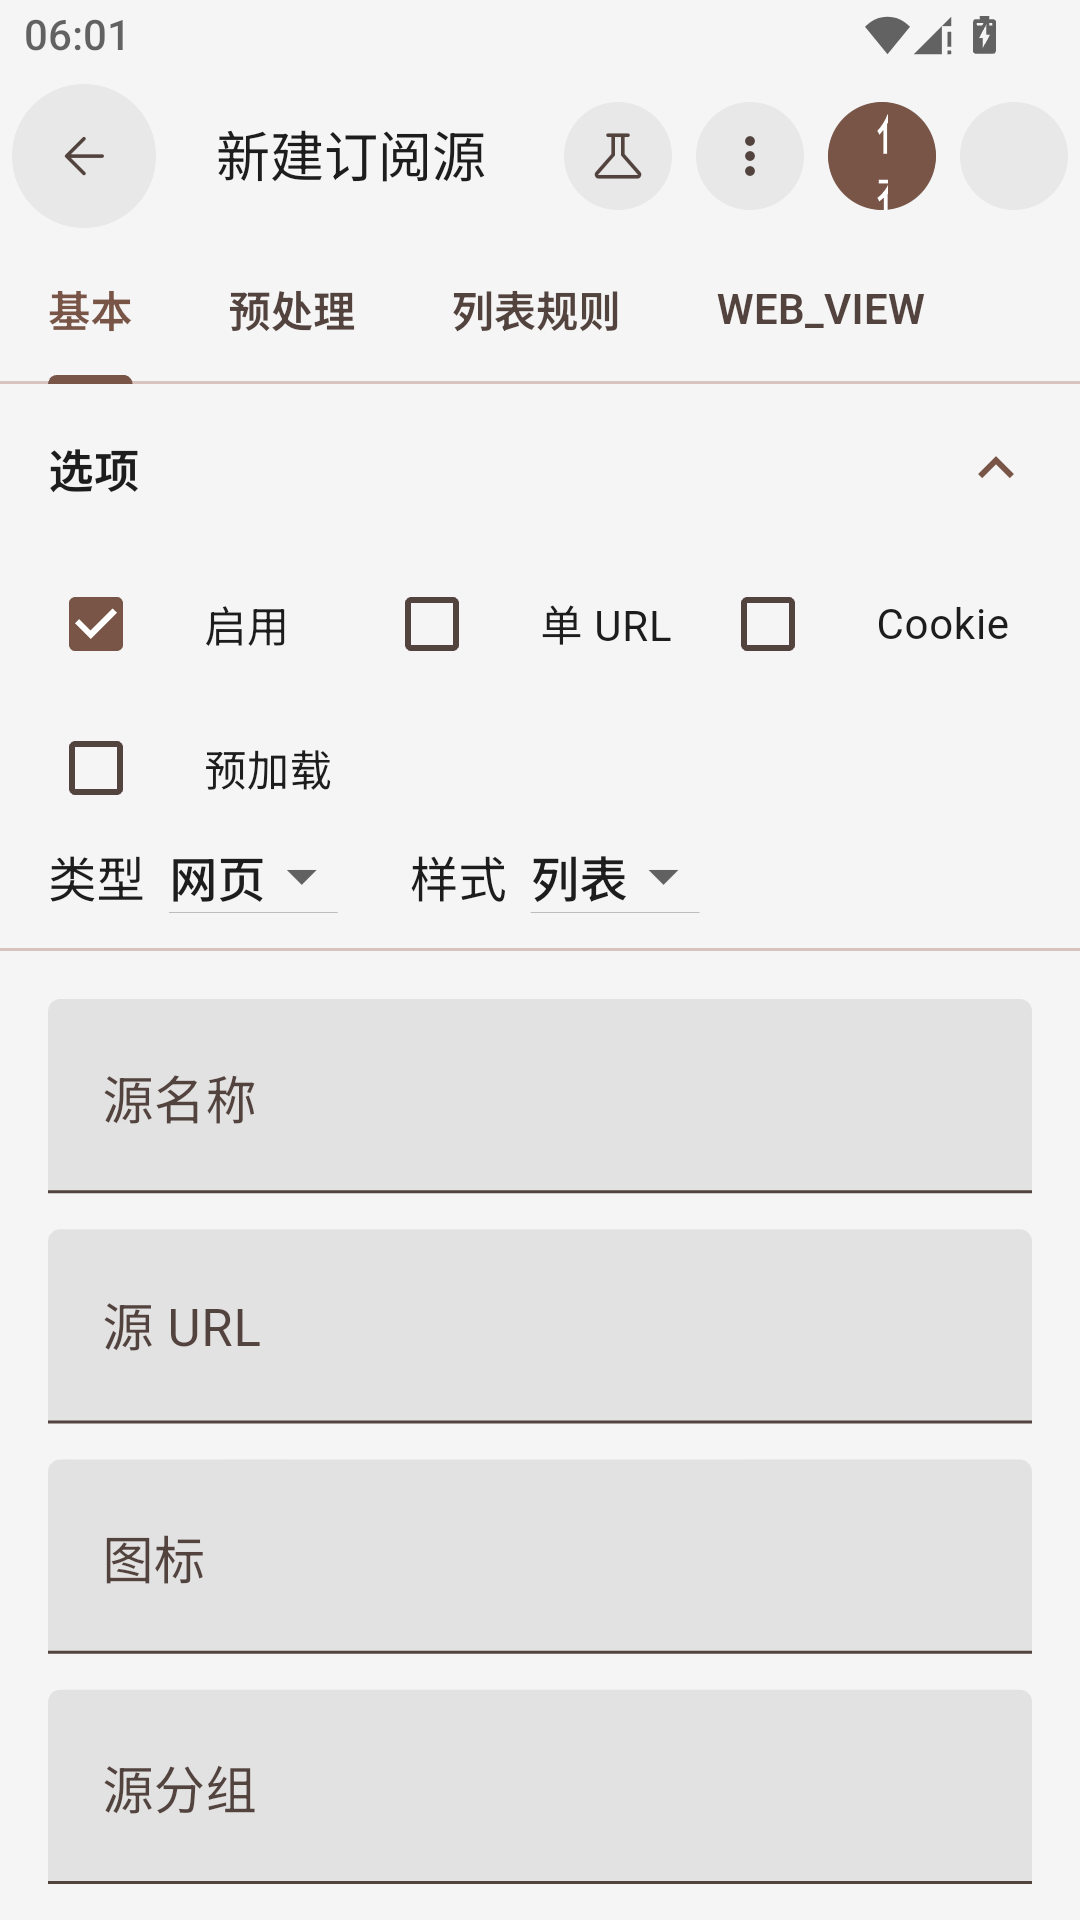 06:01
新建订阅源
基本 预处理 列表规则 WEB_VIEW
选项
启用 单 URL Cookie
预加载
类型 网页 样式 列表
源名称
源 URL
图标
源分组